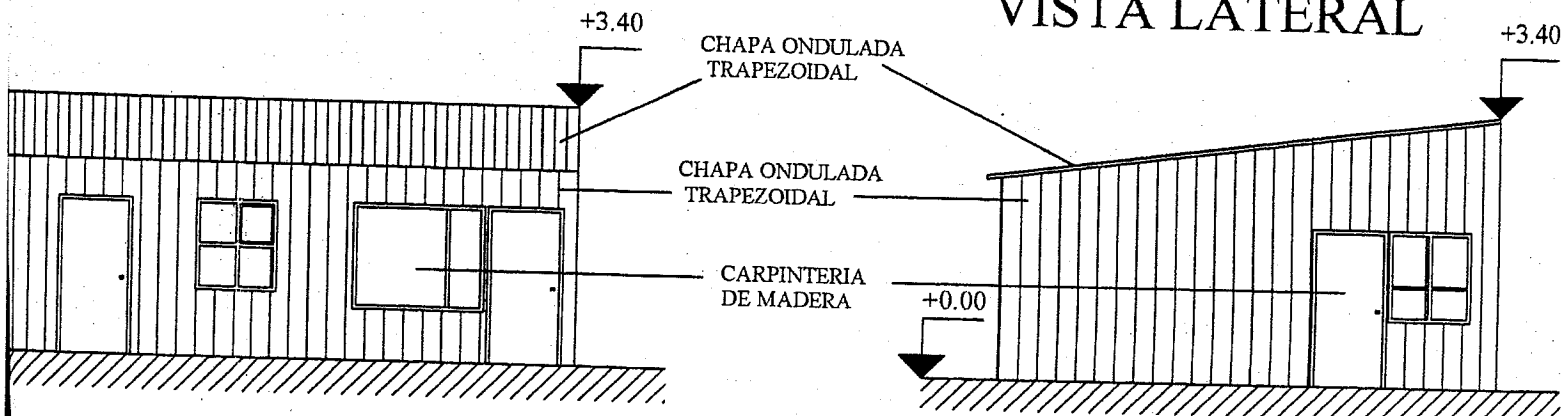 VISTA LATERAL
+3.40
+3.40
CHAPA ONDULADA
TRAPEZOIDAL
CHAPA ONDULADA
TRAPEZOIDAL
CARPINTERIA
DE MADERA
+0.00